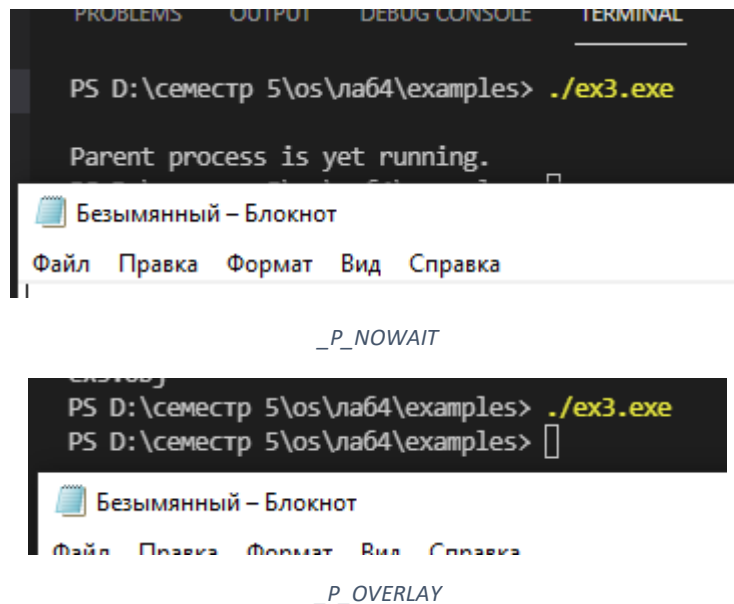 PROBLEMS OUTPUT DEBUG CONSOLE TERMINAL
PS D:\семестр 5\os\лаб4\examples> ./ex3.exe
Parent process is yet running.
Безымянный – Блокнот
Файл Правка Формат Вид Справка
_P_NOWAIT
ex3.obj
PS D:\семестр 5\os\лаб4\examples> ./ex3.exe
PS D:\семестр 5\os\лаб4\examples>
Безымянный – Блокнот
Файл Правка Формат Вид Справка
_P_OVERLAY